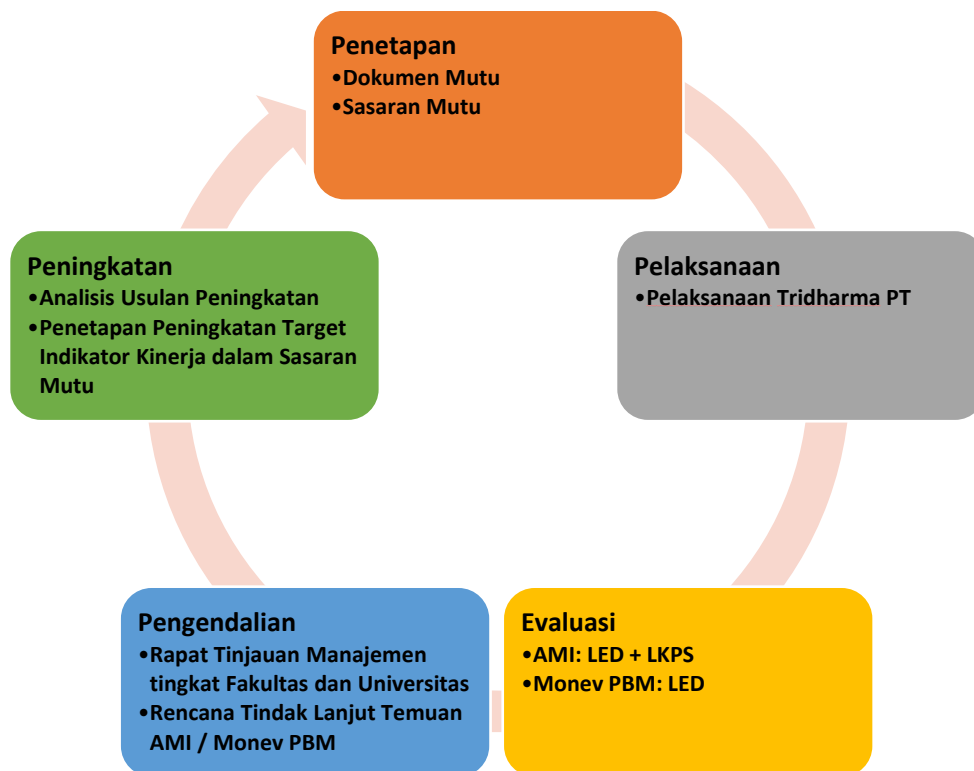 Penetapan
•Dokumen Mutu
•Sasaran Mutu
Pelaksanaan
•Pelaksanaan Tridharma PT
Evaluasi
•AMI: LED + LKPS
•Monev PBM: LED
Pengendalian
•Rapat Tinjauan Manajemen
tingkat Fakultas dan Universitas
•Rencana Tindak Lanjut Temuan
AMI / Monev PBM
Peningkatan
•Analisis Usulan Peningkatan
•Penetapan Peningkatan Target
Indikator Kinerja dalam Sasaran
Mutu